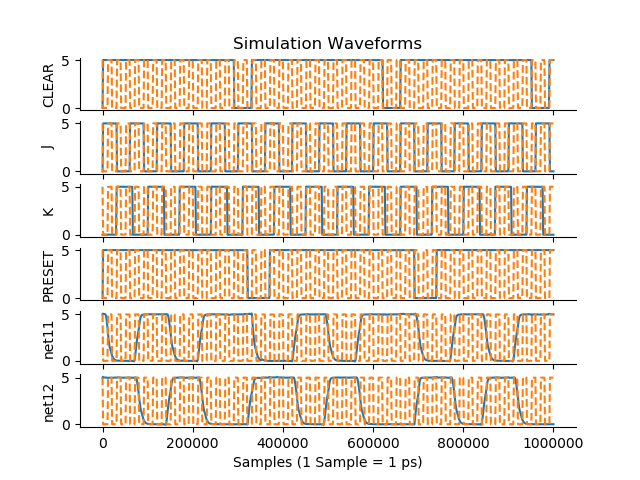 Simulation Waveforms
CLEAR
5
0
J
5
0
K
5
0
PRESET
5
0
net11
5
0
net12
5
0
0 200000 400000 600000 800000 1000000
Samples (1 Sample = 1 ps)